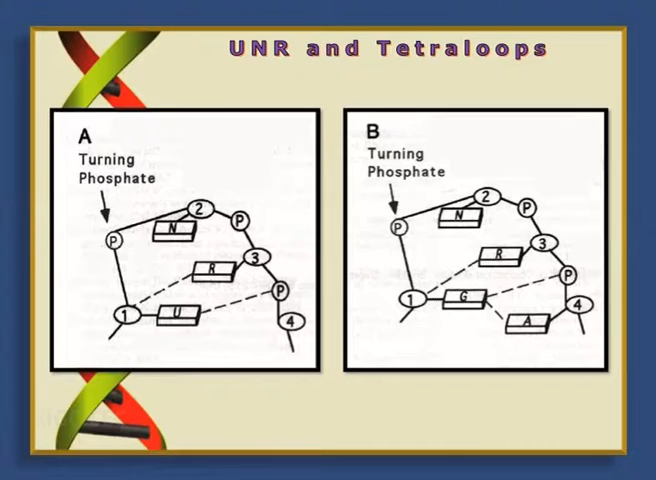 UNR and Tetraloops
A
Turning
Phosphate
P
2
N
P
R
3
P
1
U
4
B
Turning
Phosphate
P
2
N
P
R
3
P
1
G
4
A